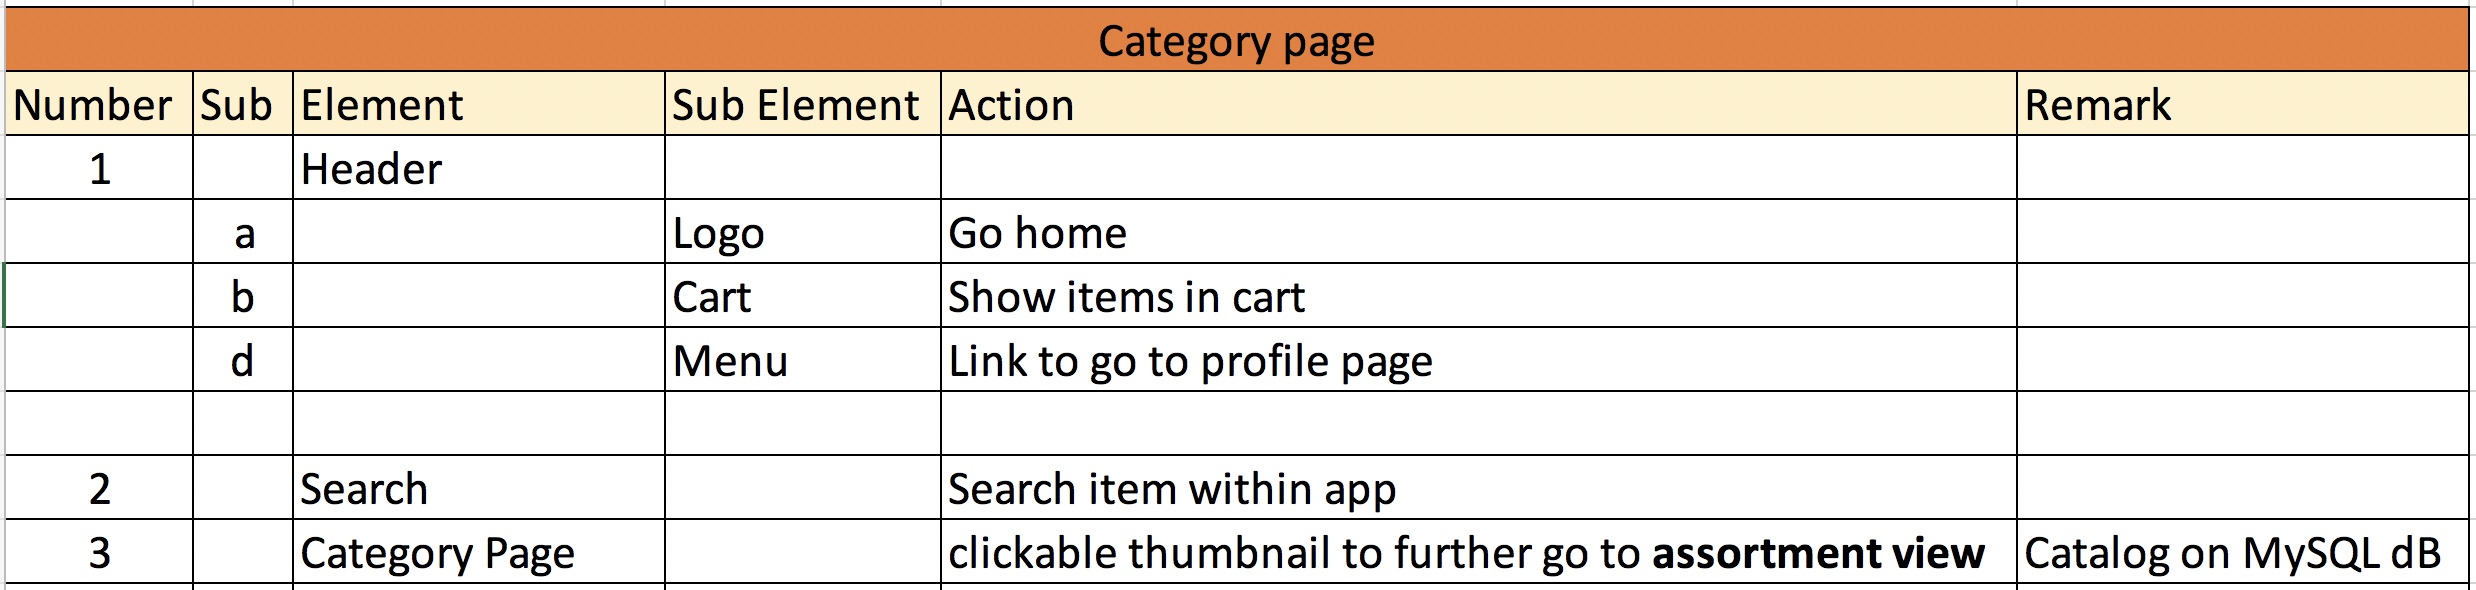 Category page
Number Sub Element Sub Element Action Remark
1 Header
a Logo Go home
b Cart Show items in cart
d Menu Link to go to profile page
2 Search Search item within app
3 Category Page clickable thumbnail to further go to assortment view Catalog on MySQL dB